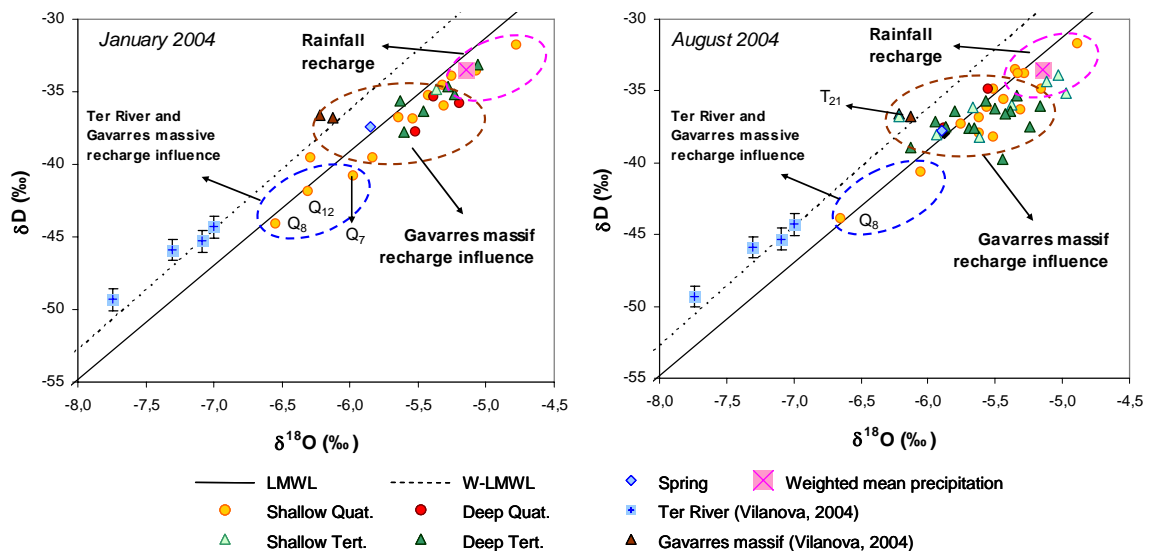 January 2004
Rainfall
recharge
Ter River and
Gavarres massive
recharge influence
Q12
Q8
Q7
Gavarres massif
recharge influence
-30
-35
-40
-45
-50
-55
δD (‰)
-8,0
-7,5
-7,0
-6,5
-6,0
-5,5
-5,0
-4,5
δ18O (‰)
August 2004
Rainfall
recharge
T21
Ter River and
Gavarres massive
recharge influence
Q8
Gavarres massif
recharge influence
-30
-35
-40
-45
-50
-55
δD (‰)
-8,0
-7,5
-7,0
-6,5
-6,0
-5,5
-5,0
-4,5
δ18O (‰)
LMWL
W-LMWL
Spring
Weighted mean precipitation
Shallow Quat.
Deep Quat.
Ter River (Vilanova, 2004)
Shallow Tert.
Deep Tert.
Gavarres massif (Vilanova, 2004)